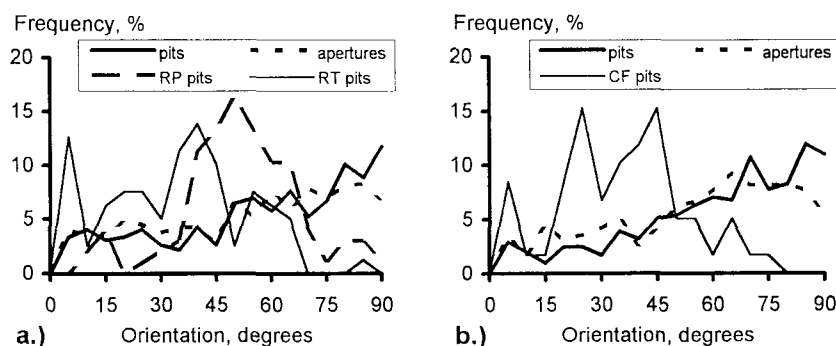 Frequency, %
pits apertures
RP pits RT pits
20
15
10
5
0
0 15 30 45 60 75 90
a.) Orientation, degrees
Frequency, %
pits apertures
CF pits
20
15
10
5
0
0 15 30 45 60 75 90
b.) Orientation, degrees